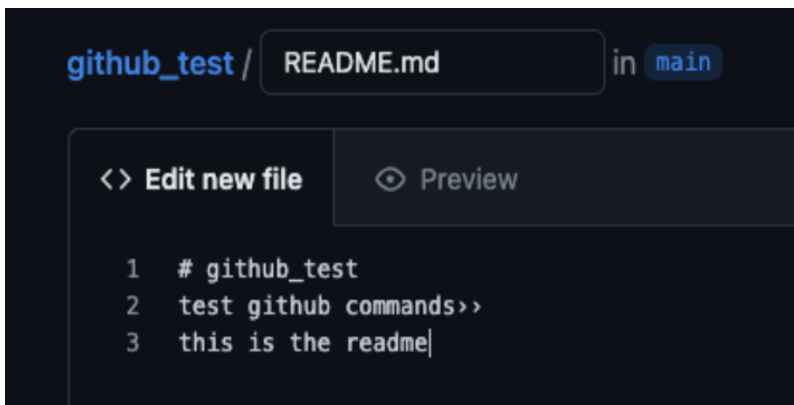 github_test / README.md in main
<> Edit new file Preview
1 # github_test
2 test github commands››
3 this is the readme